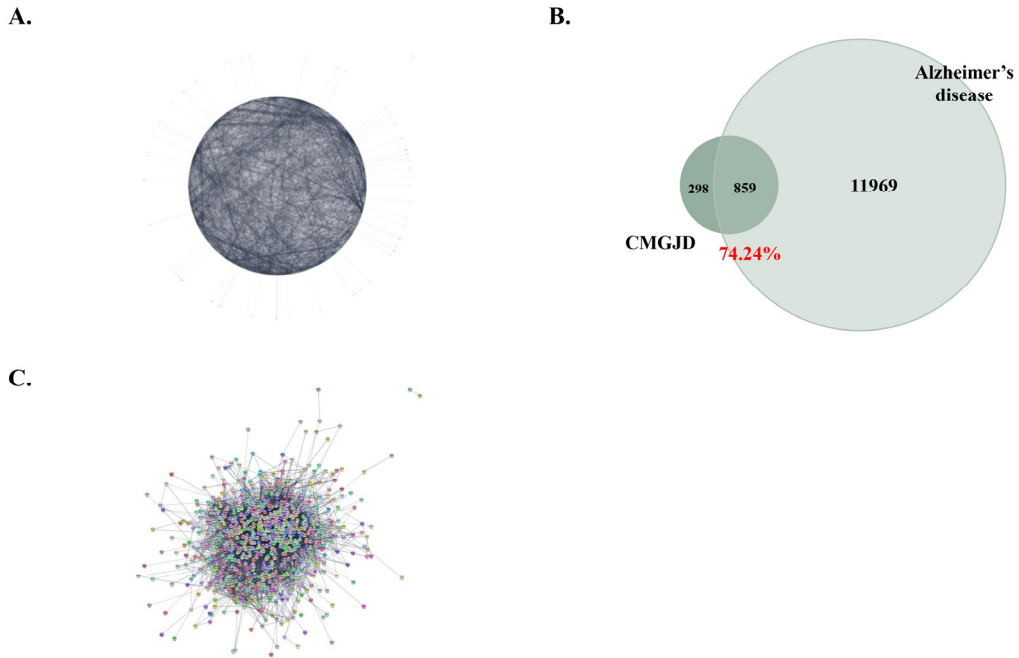 A.
B.
Alzheimer's
disease
298
859
11969
CMGJD
74.24%
C.